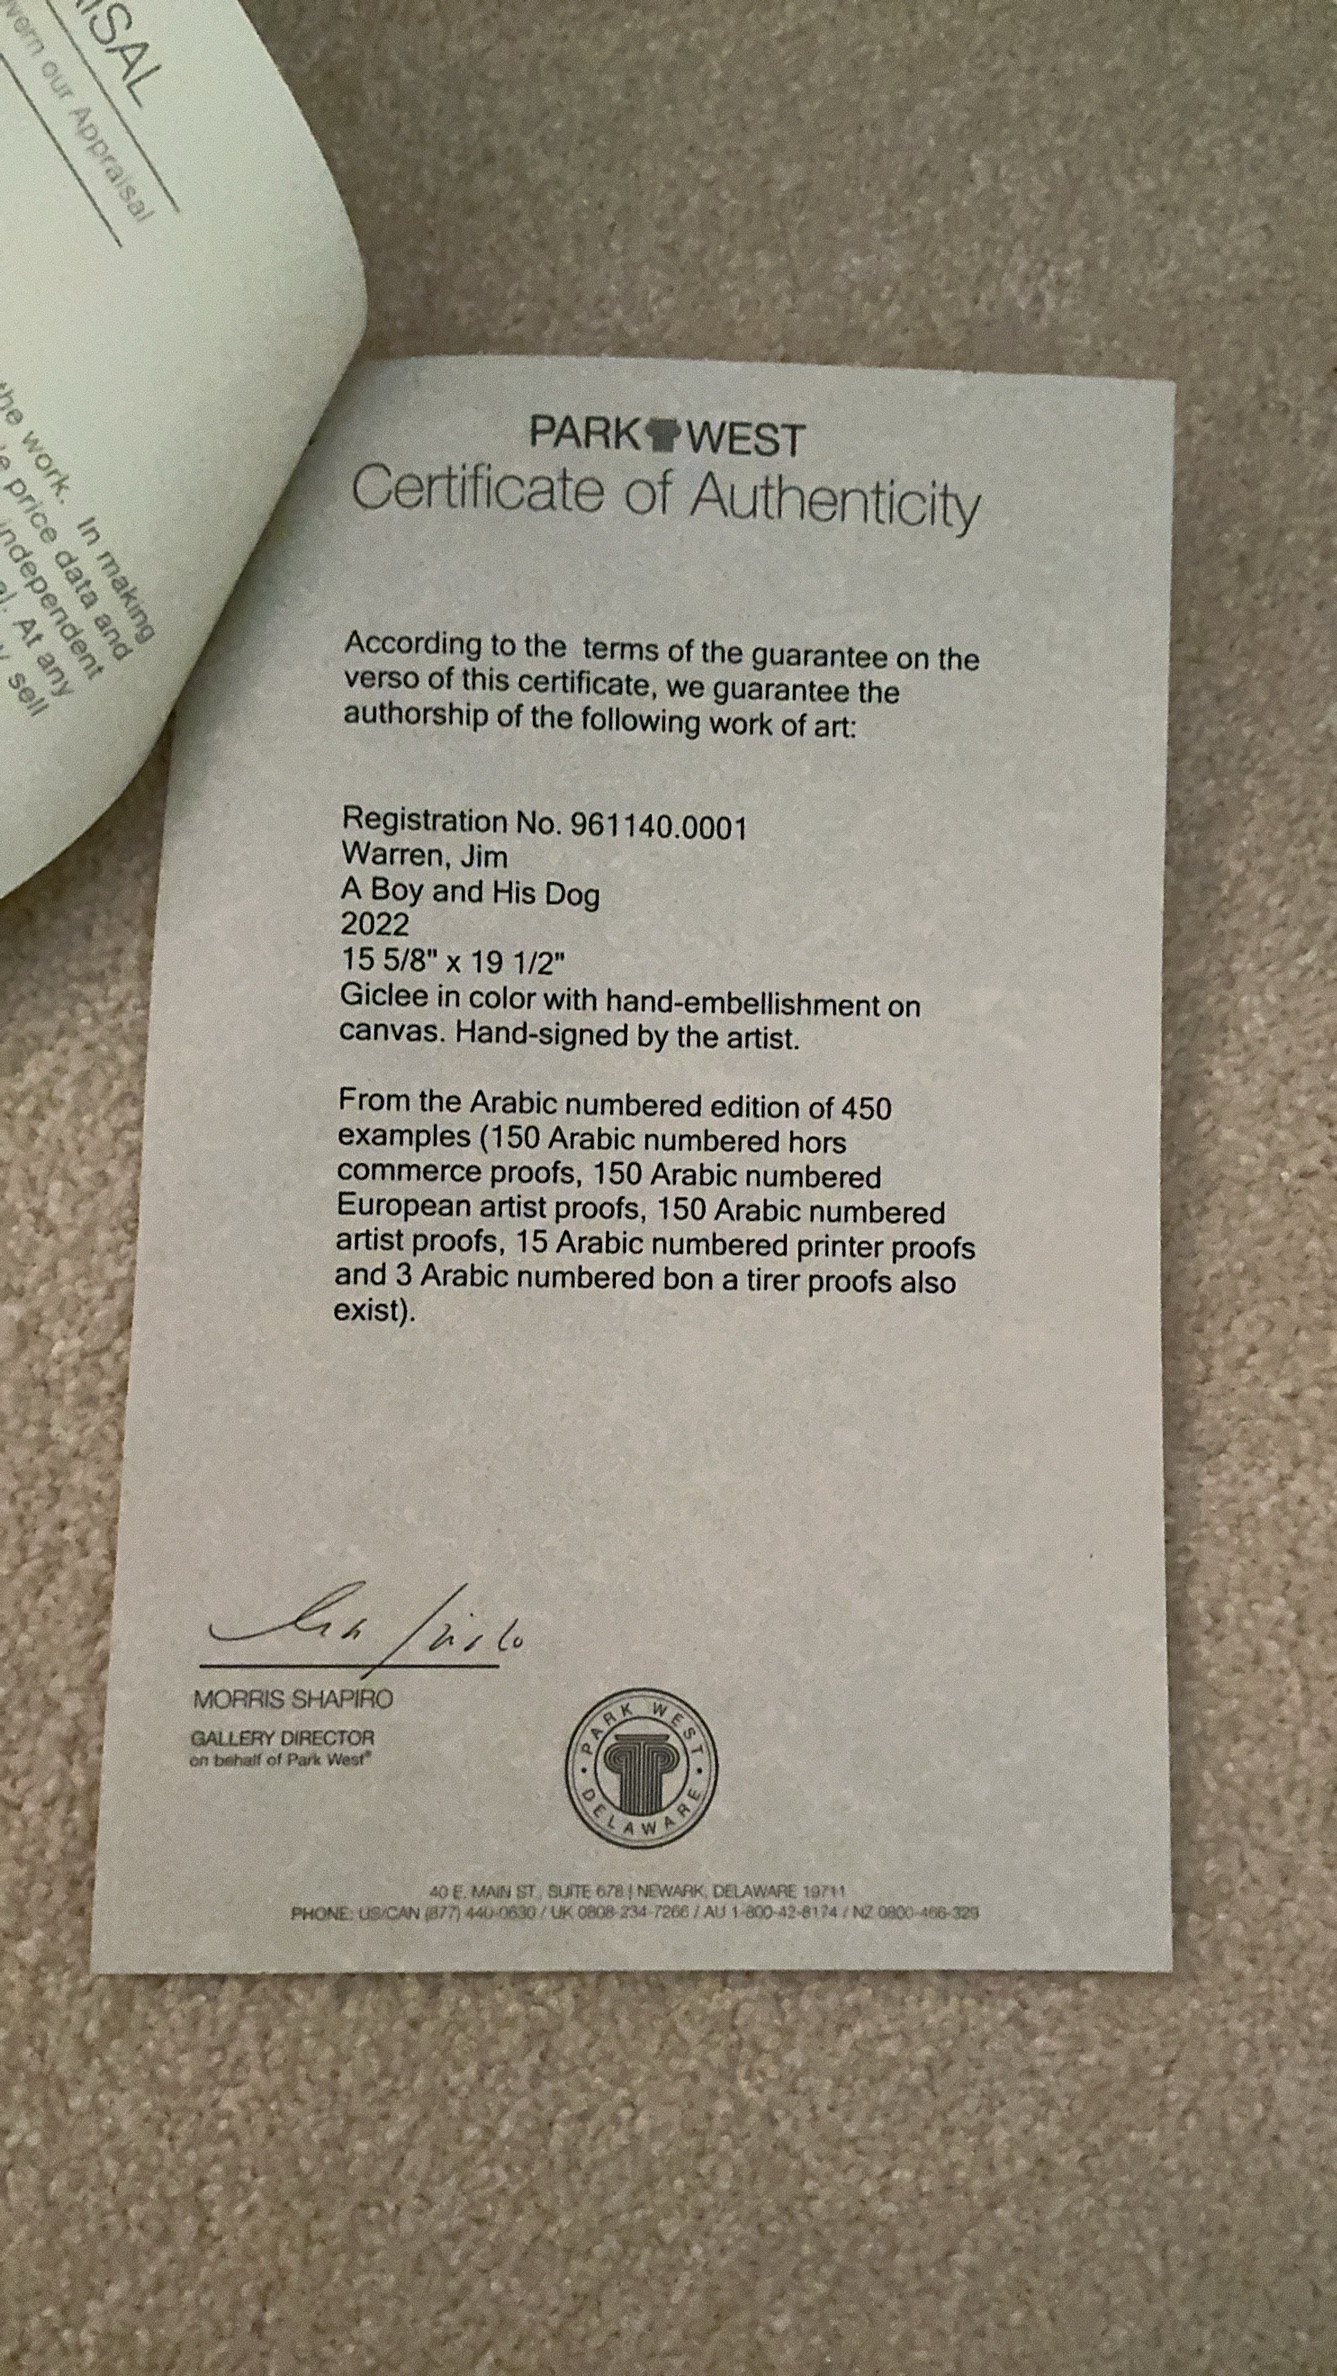 ISAL
our Appraisal
the work. In making
price data and
independent
At any
sell
PARK WEST
Certificate of Authenticity
According to the terms of the guarantee on the
verso of this certificate, we guarantee the
authorship of the following work of art:
Registration No. 961140.0001
Warren, Jim
A Boy and His Dog
2022
15 5/8" x 19 1/2"
Giclee in color with hand-embellishment on
canvas. Hand-signed by the artist.
From the Arabic numbered edition of 450
examples (150 Arabic numbered hors
commerce proofs, 150 Arabic numbered
European artist proofs, 150 Arabic numbered
artist proofs, 15 Arabic numbered printer proofs
and 3 Arabic numbered bon a tirer proofs also
exist).
MORRIS SHAPIRO
GALLERY DIRECTOR
on behalf of Park West®
PARK WEST
DELAWARE
40 E. MAIN ST., SUITE 678 | NEWARK, DELAWARE 19711
PHONE: US/CAN (877) 440-0630 / UK 0808-234-7266 / AU 1-800-42-8174 / NZ 0800-466-329